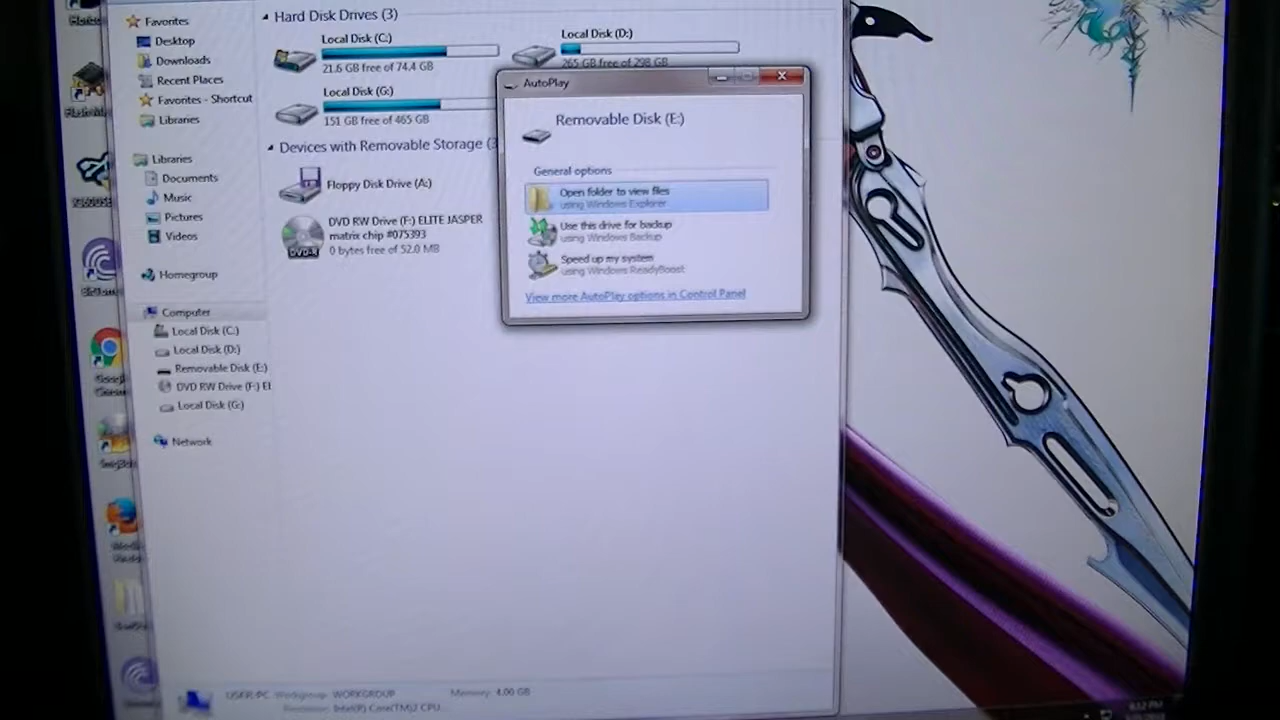 Favorites
Desktop
Downloads
Recent Places
Favorites - Shortcut
Libraries
Libraries
Documents
Music
Pictures
Videos
Homegroup
Computer
Local Disk (C:)
Local Disk (D:)
Removable Disk (E:)
DVD RW Drive (F:) El
Local Disk (G:)
Network
Hard Disk Drives (3)
Local Disk (C:)
21.6 GB free of 74.4 GB
Local Disk (D:)
265 GB free of 298 GB
Local Disk (G:)
151 GB free of 465 GB
Devices with Removable Storage (3
Floppy Disk Drive (A:)
DVD RW Drive (F:) ELITE JASPER
matrix chip #075393
0 bytes free of 52.0 MB
DVD-R
AutoPlay
Removable Disk (E:)
General options
Open folder to view files
using Windows Explorer
Use this drive for backup
using Windows Backup
Speed up my system
using Windows ReadyBoost
View more AutoPlay options in Control Panel
USER-PC Workgroup: WORKGROUP
Memory: 4.00 GB
Intel(R) Core(TM)2 CPU...
6:12 PM